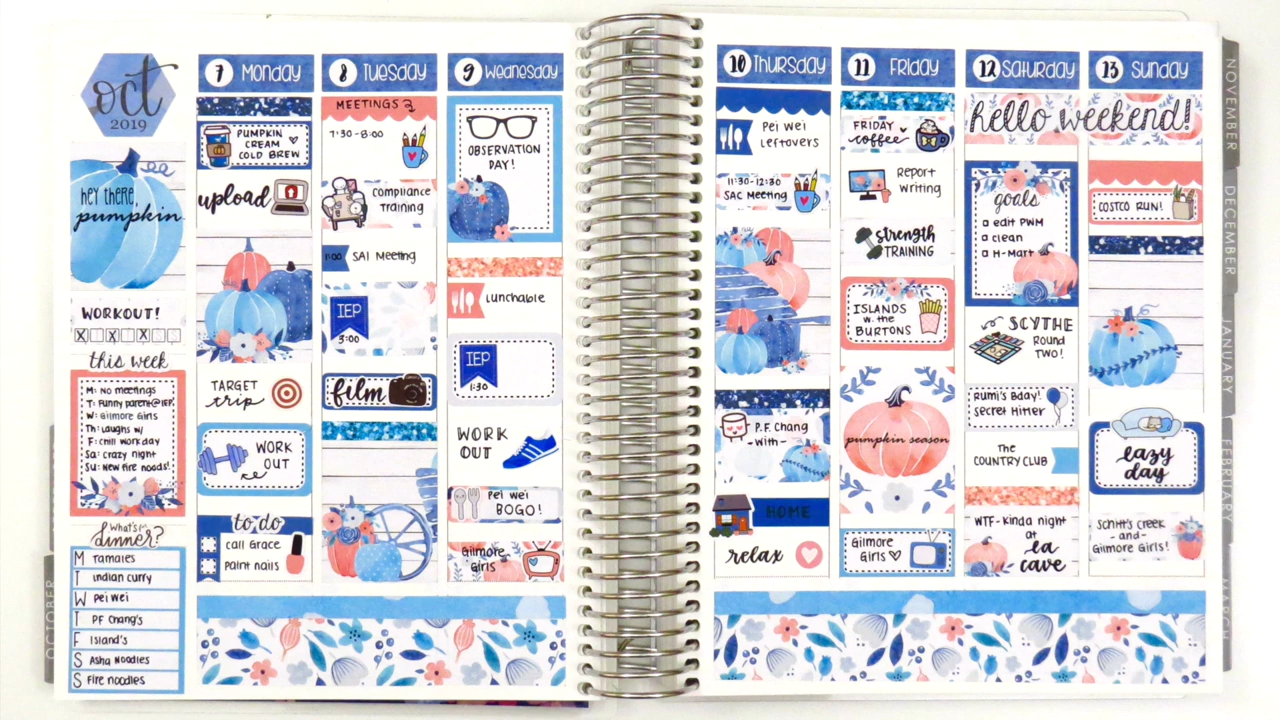 oct
2019
hey there,
pumpkin
WORKOUT!
X X X S S
this week
M: No meetings
T: Funny parent@IEP
W: Gilmore Girls
Th: Laughs w/
F: chill workday
Sa: crazy night
Su: New fire noods!
What's for
dinner?
M Tamales
T Indian curry
W Pei Wei
T PF Chang's
F Island's
S Asha Noodles
S Fire noodles
7 MONDAY
PUMPKIN
CREAM
COLD BREW
upload
TARGET
trip
WORK
OUT
to do
call Grace
Paint nails
8 TUESDAY
MEETINGS
7:30-8:00
Compliance
Training
1:00 SAI Meeting
IEP
3:00
film
9 Wednesday
OBSERVATION
DAY!
Lunchable
IEP
1:30
WORK
OUT
Pei Wei
BOGO!
Gilmore
Girls
10 THURSDAY
Pei Wei
Leftovers
11:30-12:30
SAC Meeting
P.F. Chang
-with-
HOME
relax
11 FRIDAY
FRIDAY
coffee
Report
writing
strength
TRAINING
ISLANDS
w. the
BURTONS
pumpkin season
Gilmore
Girls
12 SATURDAY
13 SUNDAY
hello weekend!
goals
edit PWM
clean
H-Mart
SCYTHE
Round
TWO!
Rumi's Bday!
Secret Hitler
The
COUNTRY CLUB
WTF-Kinda night
at
La
cave
COSTCO RUN!
lazy
day
Schitt's Creek
-and-
Gilmore Girls!
OCTOBER
NOVEMBER
DECEMBER
JANUARY
FEBRUARY
MARCH